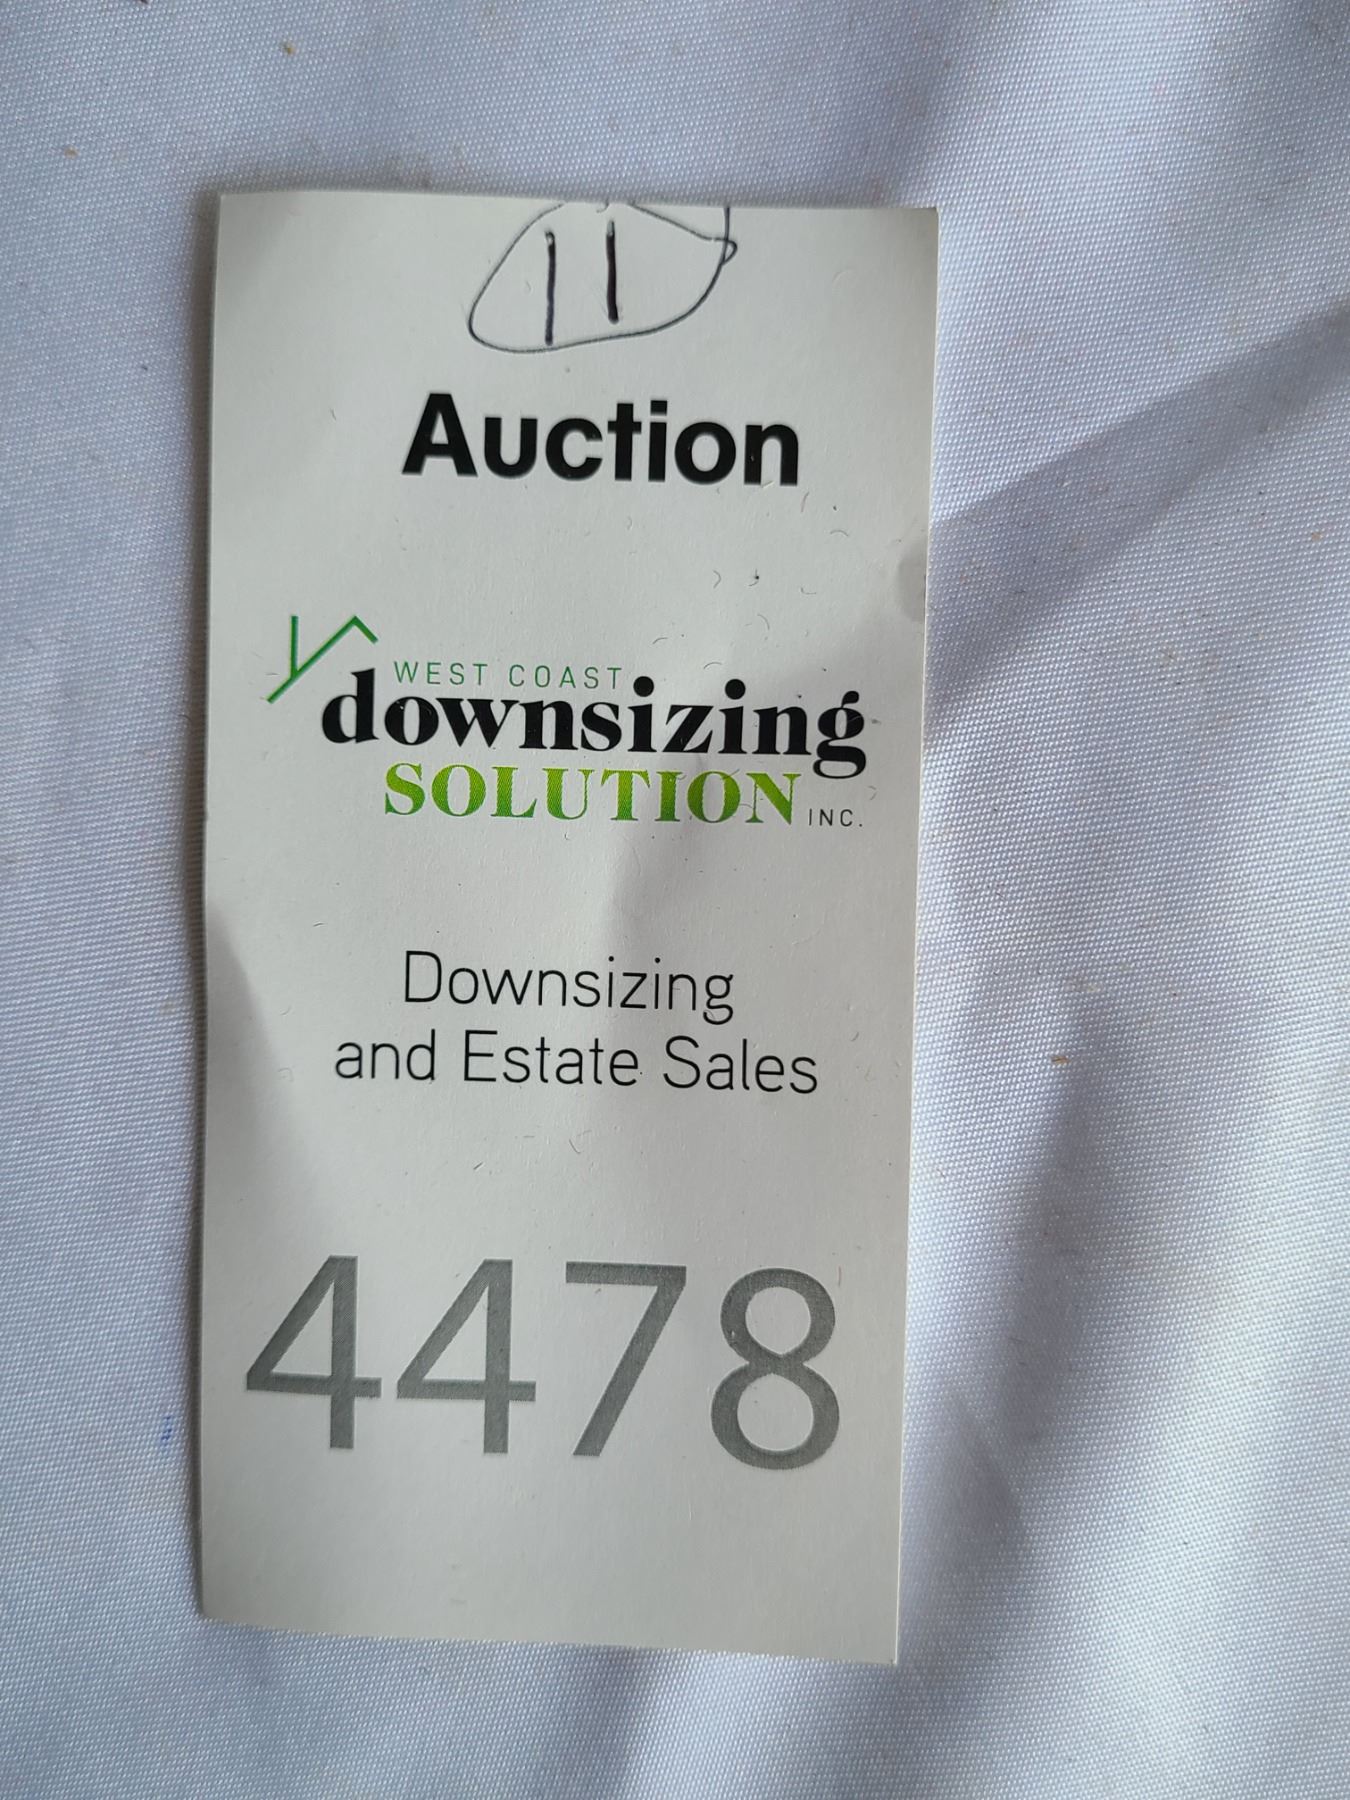 11
Auction
WEST COAST
downsizing
SOLUTION INC.
Downsizing
and Estate Sales
4478